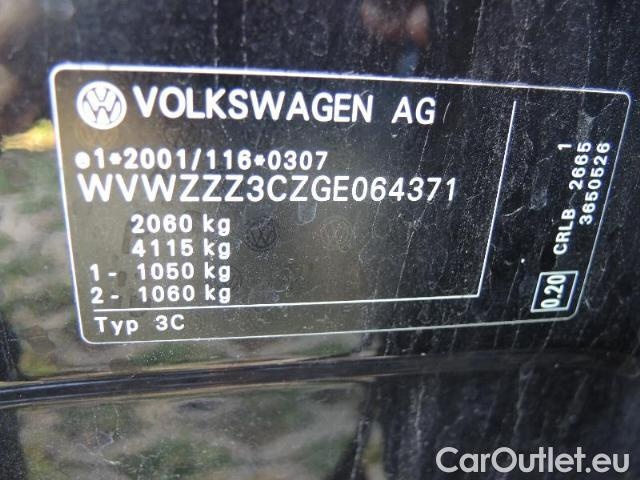 VOLKSWAGEN AG
e1*2001/116*0307
WVWZZZ3CZGE064371
2060 kg
4115 kg
1- 1050 kg
2- 1060 kg
Typ 3C
0.20
CRLB 2665 1
3650526
CarOutlet.eu